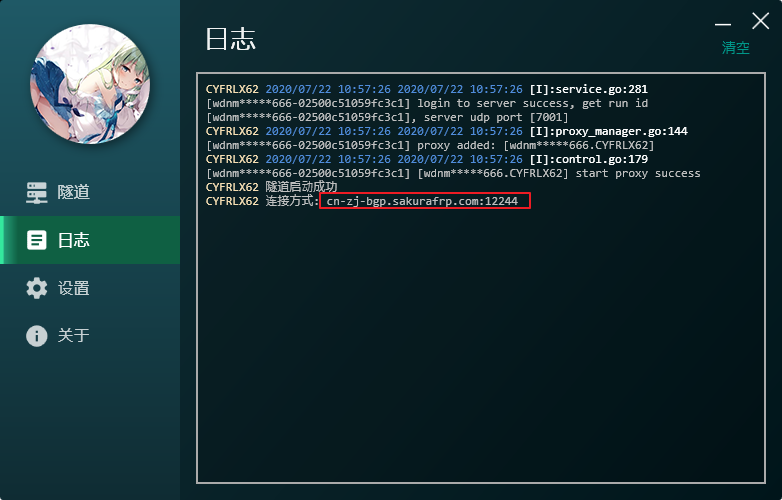 日志
清空
隧道
日志
设置
关于
CYFRLX62 2020/07/22 10:57:26 2020/07/22 10:57:26 [I]:service.go:281
[wdnm*****666-02500c51059fc3c1] login to server success, get run id
[wdnm*****666-02500c51059fc3c1], server udp port [7001]
CYFRLX62 2020/07/22 10:57:26 2020/07/22 10:57:26 [I]:proxy_manager.go:144
[wdnm*****666-02500c51059fc3c1] proxy added: [wdnm*****666.CYFRLX62]
CYFRLX62 2020/07/22 10:57:26 2020/07/22 10:57:26 [I]:control.go:179
[wdnm*****666-02500c51059fc3c1] [wdnm*****666.CYFRLX62] start proxy success
CYFRLX62 隧道启动成功
CYFRLX62 连接方式: cn-zj-bgp.sakurafrp.com:12244